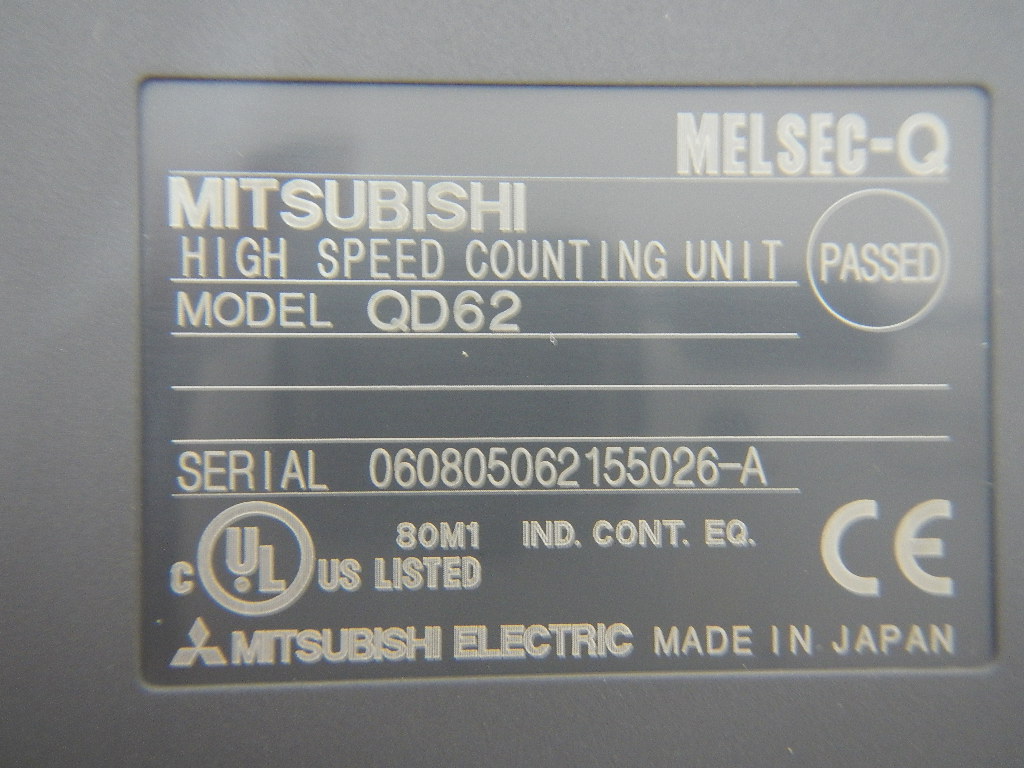 MELSEC-Q
MITSUBISHI
HIGH SPEED COUNTING UNIT
PASSED
MODEL QD62
SERIAL 060805062155026-A
C UL US LISTED
80M1 IND. CONT. EQ.
CE
MITSUBISHI ELECTRIC MADE IN JAPAN